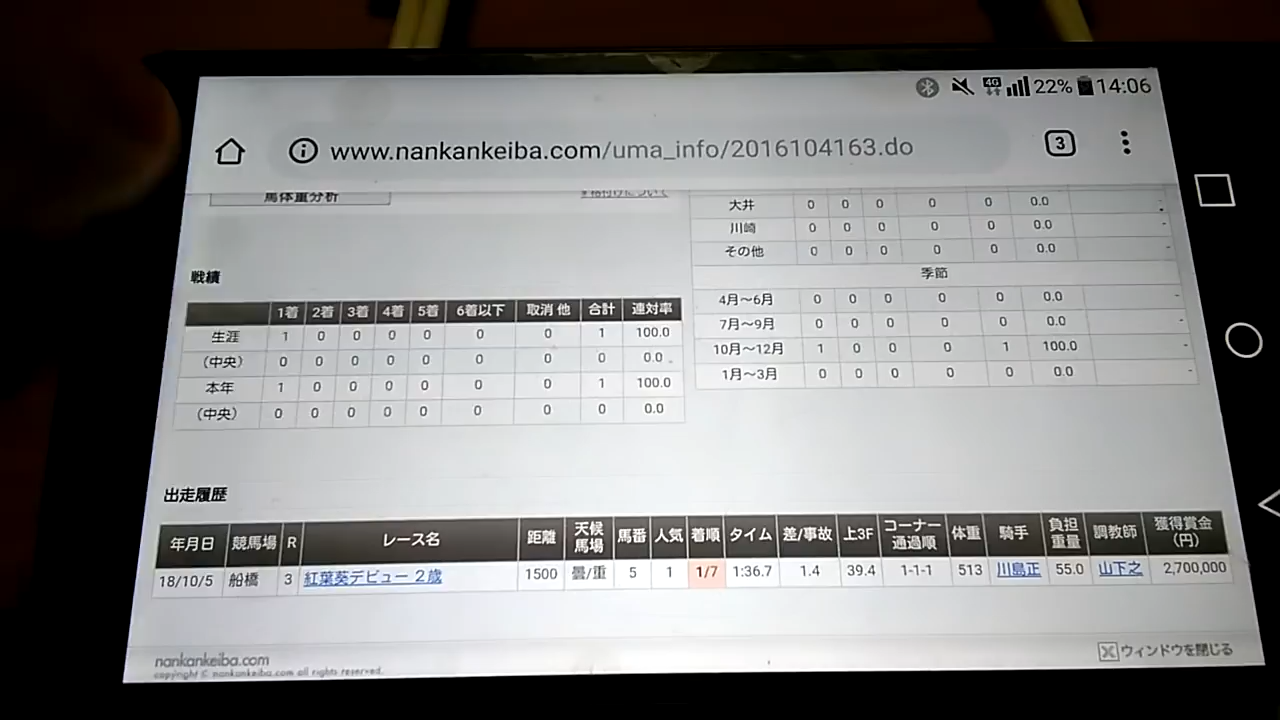 4G 22% 14:06
www.nankankeiba.com/uma_info/2016104163.do 3
馬体重分析
大井 0 0 0 0 0 0.0 -
川崎 0 0 0 0 0 0.0 -
その他 0 0 0 0 0 0.0 -
季節
4月〜6月 0 0 0 0 0 0.0 -
7月〜9月 0 0 0 0 0 0.0 -
10月〜12月 1 0 0 0 1 100.0 -
1月〜3月 0 0 0 0 0 0.0 -
戦績
1着 2着 3着 4着 5着 6着以下 取消 他 合計 連対率
生涯 1 0 0 0 0 0 0 1 100.0
(中央) 0 0 0 0 0 0 0 0 0.0
本年 1 0 0 0 0 0 0 1 100.0
(中央) 0 0 0 0 0 0 0 0 0.0
出走履歴
年月日 競馬場 R レース名 距離 天候 馬場 馬番 人気 着順 タイム 差/事故 上3F コーナー 通過順 体重 騎手 負担 重量 調教師 獲得賞金 (円)
18/10/5 船橋 3 紅葉葵デビュー 2歳 1500 曇/重 5 1 1/7 1:36.7 1.4 39.4 1-1-1 513 川島正 55.0 山下之 2,700,000
nankankeiba.com
copyright © nankankeiba.com all rights reserved.
ウィンドウを閉じる